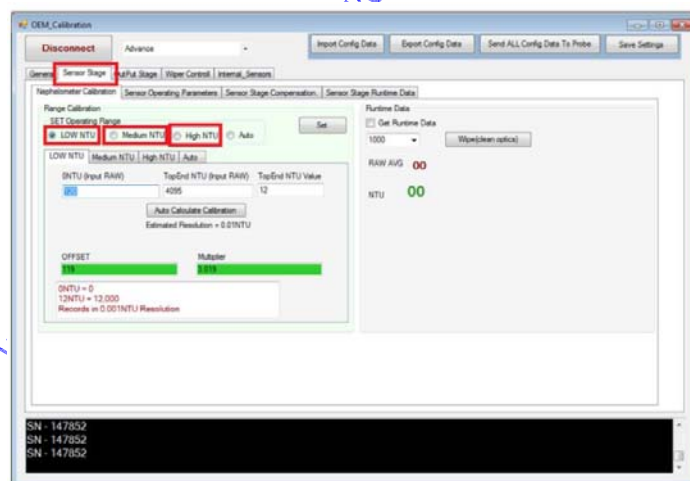 OEM_Calibration
Disconnect
Advance
Import Config Data
Export Config Data
Send ALL Config Data To Probe
Save Settings
Sensor Stage
Wiper Controll
Internal_Sensors
Nephelometer Calibration
Sensor Operating Parameters
Sensor Stage Compensation
Sensor Stage Runtime Data
Range Calibration
SET Operating Range
LOW NTU
Medium NTU
High NTU
Auto
Set
LOW NTU
Medium NTU
High NTU
Auto
0NTU (Input RAW)
TopEnd NTU (Input RAW)
TopEnd NTU Value
120
4095
12
Auto Calculate Calibration
Estimated Resolution = 0.01NTU
OFFSET
Multiplier
119
3.019
0NTU = 0
12NTU = 12,000
Records in 0.001NTU Resolution
Runtime Data
Get Runtime Data
1000
Wipe(clean optics)
RAW AVG
00
NTU
00
SN - 147852
SN - 147852
SN - 147852